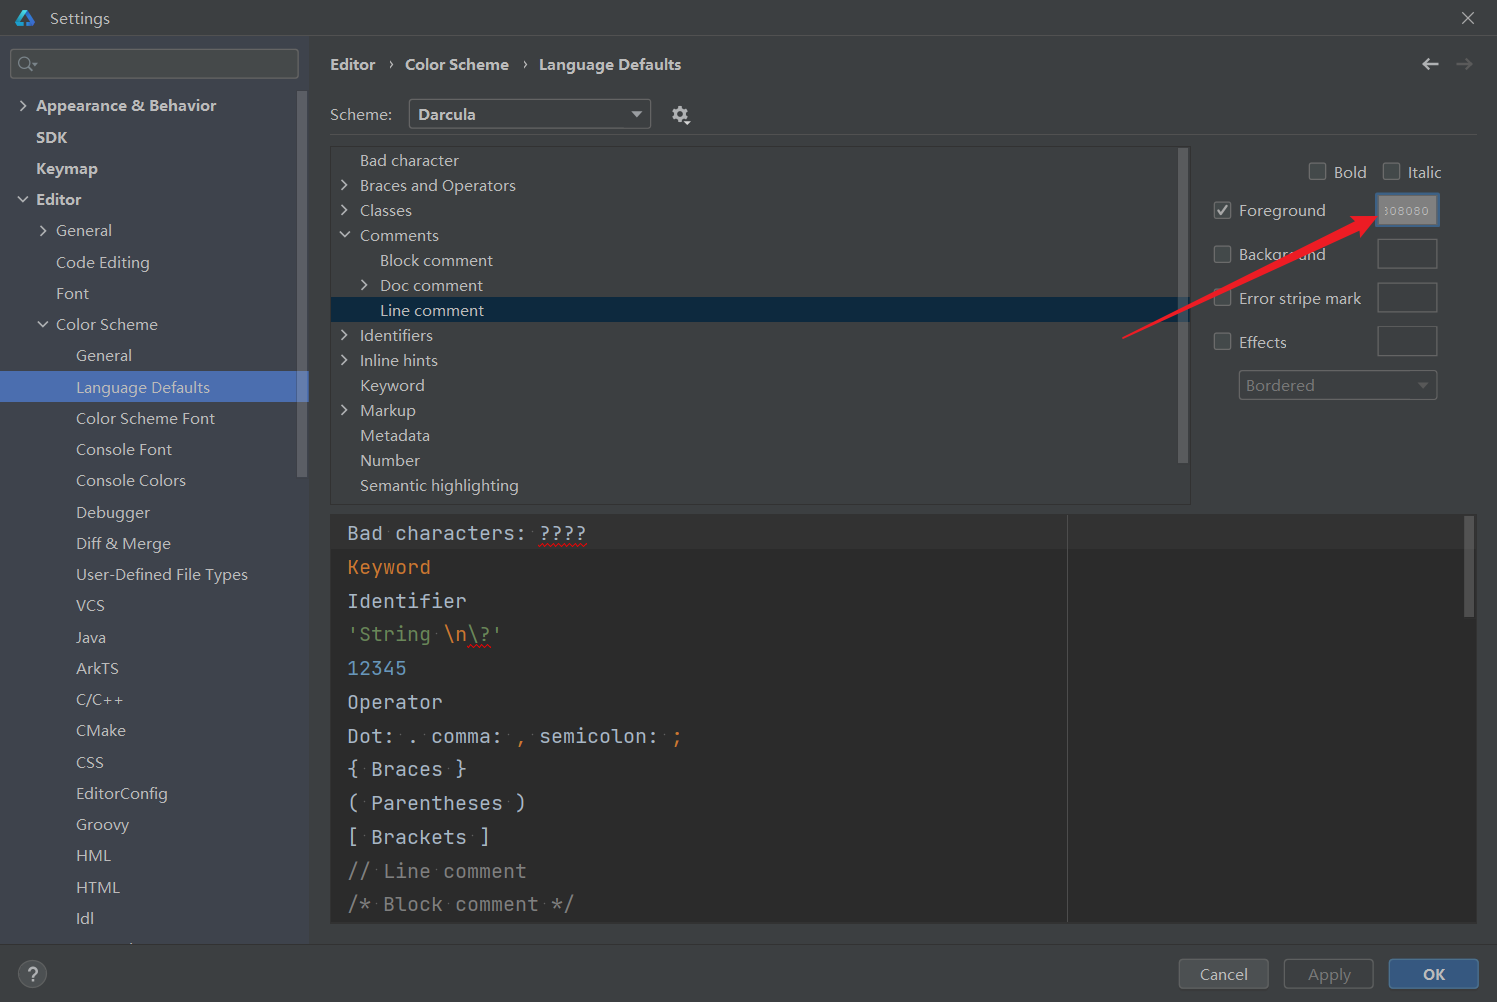 Settings
Editor › Color Scheme › Language Defaults
Appearance & Behavior
SDK
Keymap
Editor
General
Code Editing
Font
Color Scheme
General
Language Defaults
Color Scheme Font
Console Font
Console Colors
Debugger
Diff & Merge
User-Defined File Types
VCS
Java
ArkTS
C/C++
CMake
CSS
EditorConfig
Groovy
HML
HTML
Idl
Scheme: Darcula
Bad character
Braces and Operators
Classes
Comments
Block comment
Doc comment
Line comment
Identifiers
Inline hints
Keyword
Markup
Metadata
Number
Semantic highlighting
Bold Italic
Foreground 808080
Background
Error stripe mark
Effects
Bordered
Bad characters: ????
Keyword
Identifier
'String \n\?'
12345
Operator
Dot: . comma: , semicolon: ;
{ Braces }
( Parentheses )
[ Brackets ]
// Line comment
/* Block comment */
?
Cancel Apply OK